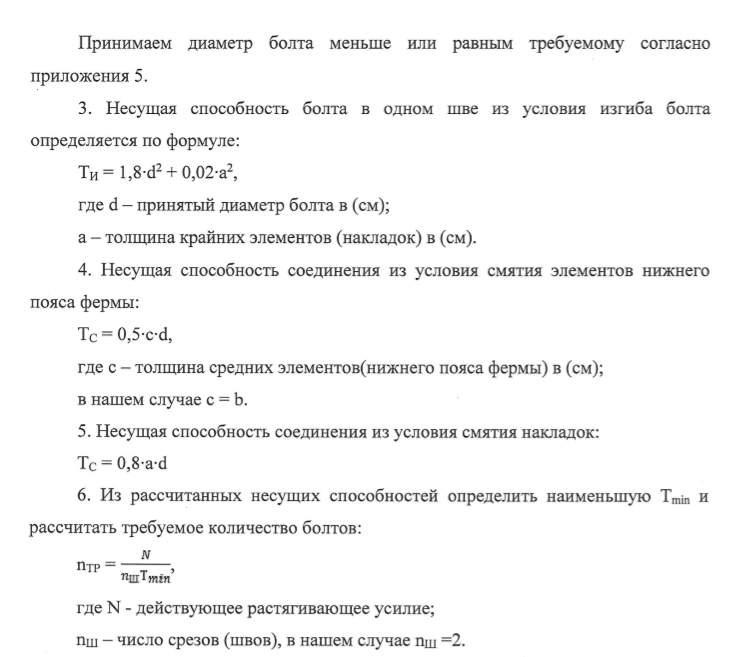 Принимаем диаметр болта меньше или равным требуемому согласно
приложения 5.
3. Несущая способность болта в одном шве из условия изгиба болта
определяется по формуле:
Tи = 1,8·d² + 0,02·a²,
где d – принятый диаметр болта в (см);
a – толщина крайних элементов (накладок) в (см).
4. Несущая способность соединения из условия смятия элементов нижнего
пояса фермы:
Tс = 0,5·c·d,
где c – толщина средних элементов(нижнего пояса фермы) в (см);
в нашем случае c = b.
5. Несущая способность соединения из условия смятия накладок:
Tс = 0,8·a·d
6. Из рассчитанных несущих способностей определить наименьшую Tmin и
рассчитать требуемое количество болтов:
nТР = N / nШTmin,
где N - действующее растягивающее усилие;
nШ – число срезов (швов), в нашем случае nШ =2.